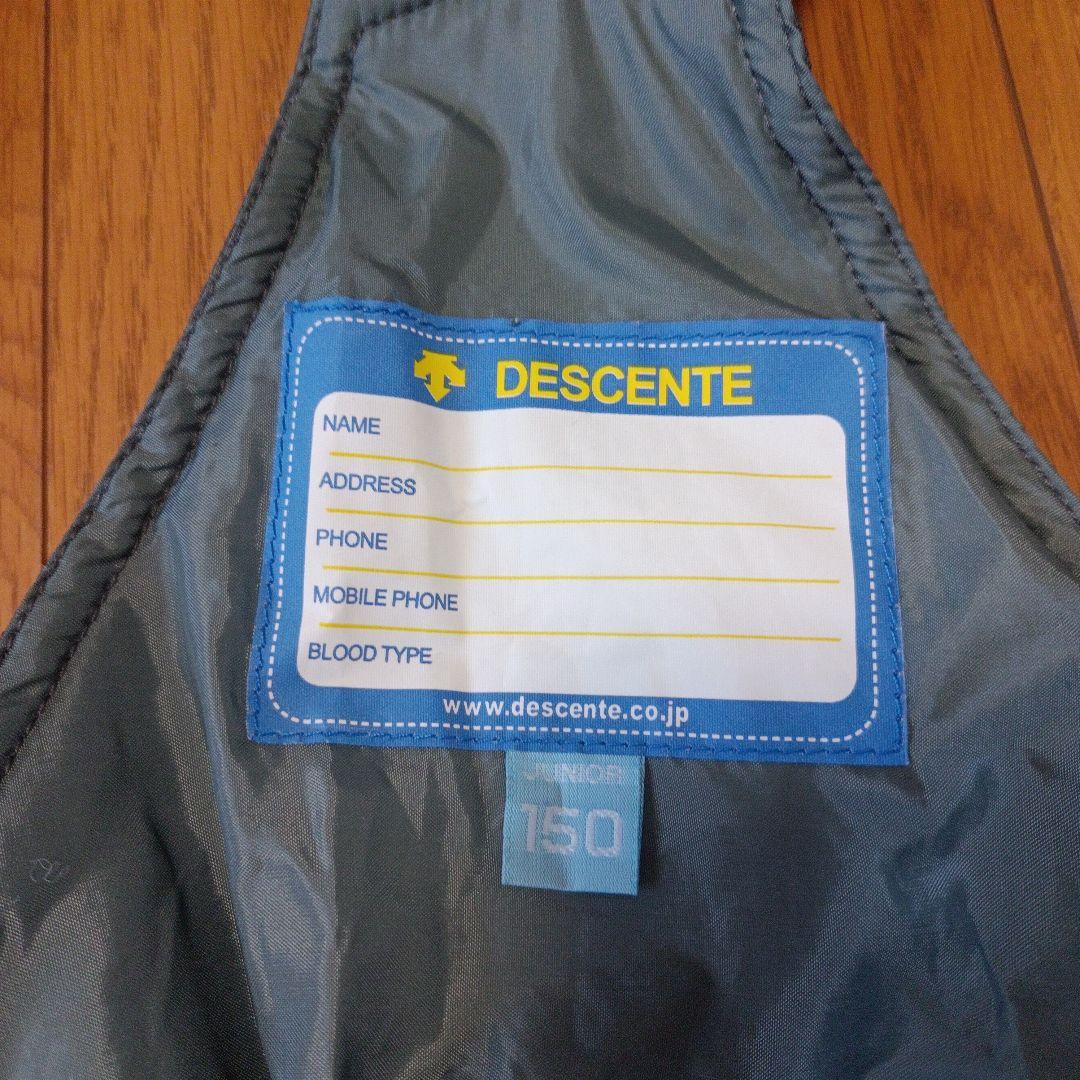 DESCENTE
NAME
ADDRESS
PHONE
MOBILE PHONE
BLOOD TYPE
www.descente.co.jp
JUNIOR
150